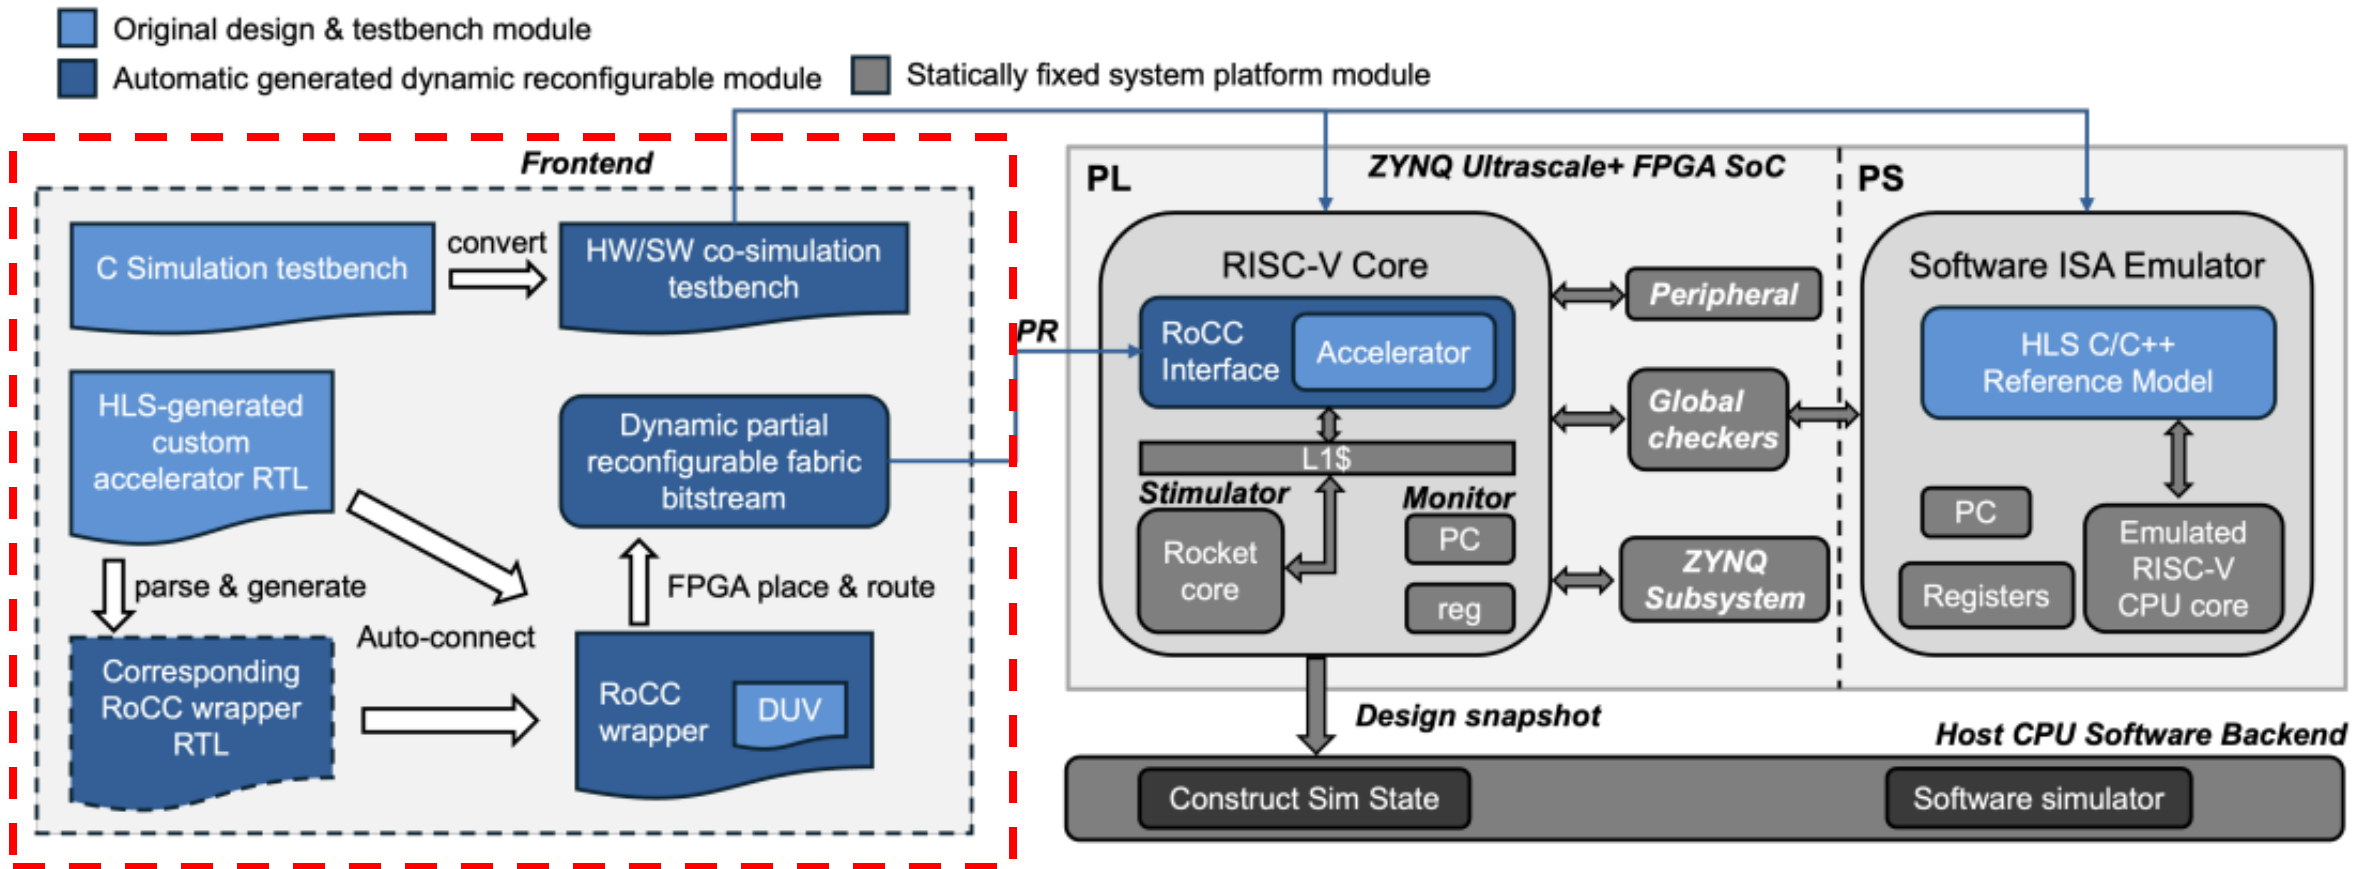 Original design & testbench module
Automatic generated dynamic reconfigurable module
Statically fixed system platform module
Frontend
C Simulation testbench
convert
HW/SW co-simulation
testbench
HLS-generated
custom
accelerator RTL
Dynamic partial
reconfigurable fabric
bitstream
parse & generate
FPGA place & route
Auto-connect
Corresponding
RoCC wrapper
RTL
RoCC
wrapper
DUV
PR
PL
ZYNQ Ultrascale+ FPGA SoC
PS
RISC-V Core
RoCC
Interface
Accelerator
L1$
Stimulator
Monitor
Rocket
core
PC
reg
Peripheral
Global
checkers
ZYNQ
Subsystem
Software ISA Emulator
HLS C/C++
Reference Model
PC
Registers
Emulated
RISC-V
CPU core
Design snapshot
Host CPU Software Backend
Construct Sim State
Software simulator